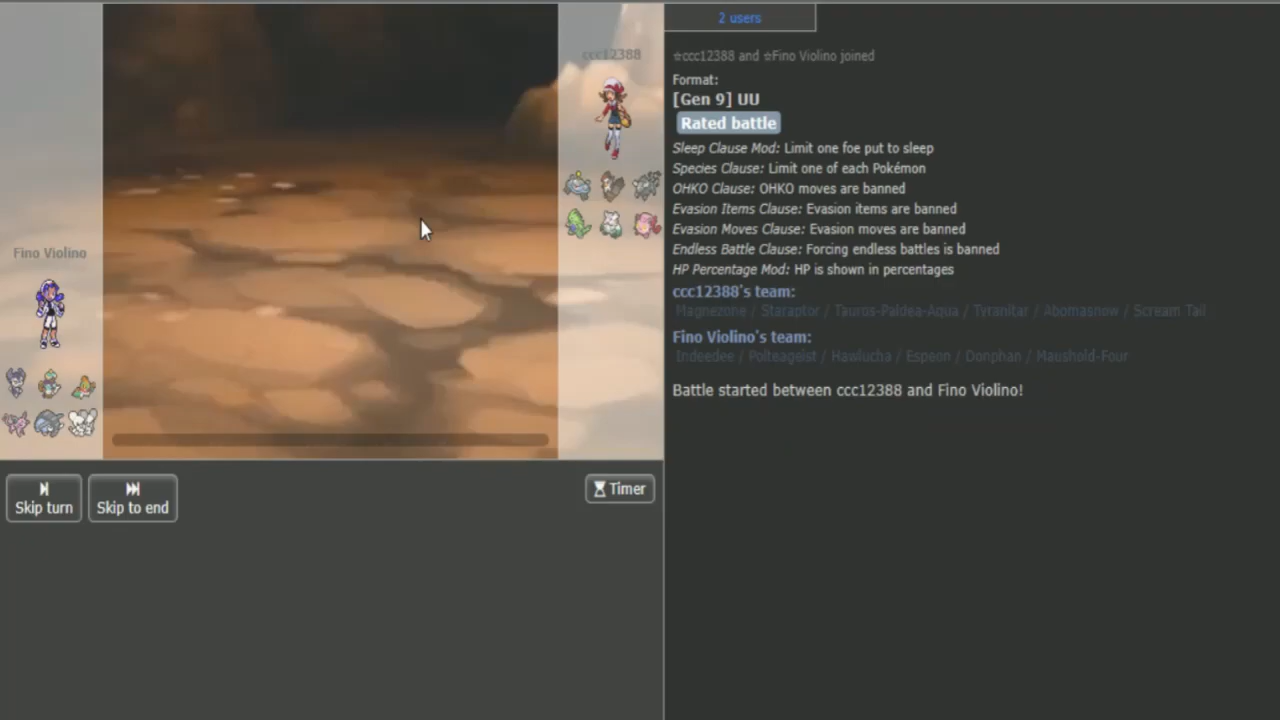 2 users
ccc12388
☆ccc12388 and ☆Fino Violino joined
Format:
[Gen 9] UU
Rated battle
Sleep Clause Mod: Limit one foe put to sleep
Species Clause: Limit one of each Pokémon
OHKO Clause: OHKO moves are banned
Evasion Items Clause: Evasion items are banned
Evasion Moves Clause: Evasion moves are banned
Endless Battle Clause: Forcing endless battles is banned
HP Percentage Mod: HP is shown in percentages
ccc12388's team:
Magnezone / Staraptor / Tauros-Paldea-Aqua / Tyranitar / Abomasnow / Scream Tail
Fino Violino's team:
Indeedee / Polteageist / Hawlucha / Espeon / Donphan / Maushold-Four
Battle started between ccc12388 and Fino Violino!
Fino Violino
Skip turn
Skip to end
Timer